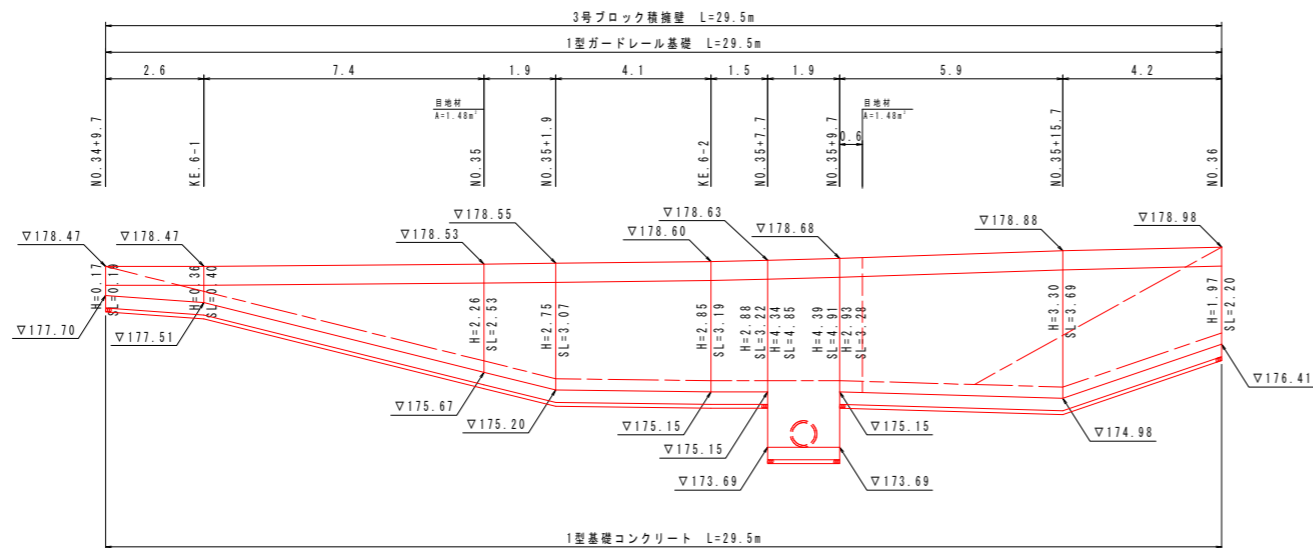 3号ブロック積擁壁 L=29.5m
1型ガードレール基礎 L=29.5m
2.6 7.4 1.9 4.1 1.5 1.9 5.9 4.2
目地材
A=1.48m²
目地材
A=1.48m²
0.6
NO.34+9.7
KE.6-1
NO.35
NO.35+1.9
KE.6-2
NO.35+7.7
NO.35+9.7
NO.35+15.7
NO.36
▽178.47
▽178.47
▽178.53
▽178.55
▽178.60
▽178.63
▽178.68
▽178.88
▽178.98
H=0.17
SL=0.19
H=0.36
SL=0.40
H=2.26
SL=2.53
H=2.75
SL=3.07
H=2.85
SL=3.19
H=2.88
SL=3.22
H=4.34
SL=4.85
H=4.39
SL=4.91
H=2.93
SL=3.28
H=3.30
SL=3.69
H=1.97
SL=2.20
▽177.70
▽177.51
▽175.67
▽175.20
▽175.15
▽175.15
▽175.15
▽174.98
▽176.41
▽173.69
▽173.69
1型基礎コンクリート L=29.5m